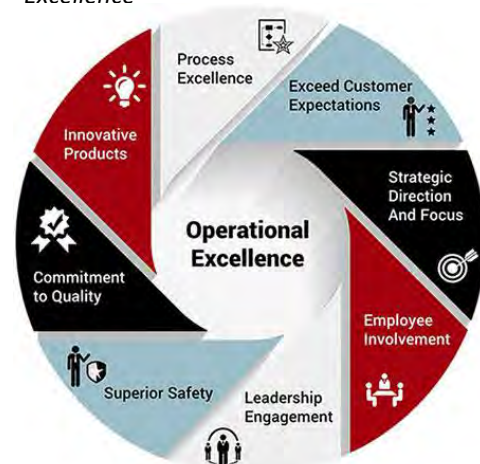 Excellence
Process
Excellence
Exceed Customer
Expectations
Strategic
Direction
And Focus
Employee
Involvement
Leadership
Engagement
Superior Safety
Commitment
to Quality
Innovative
Products
Operational
Excellence